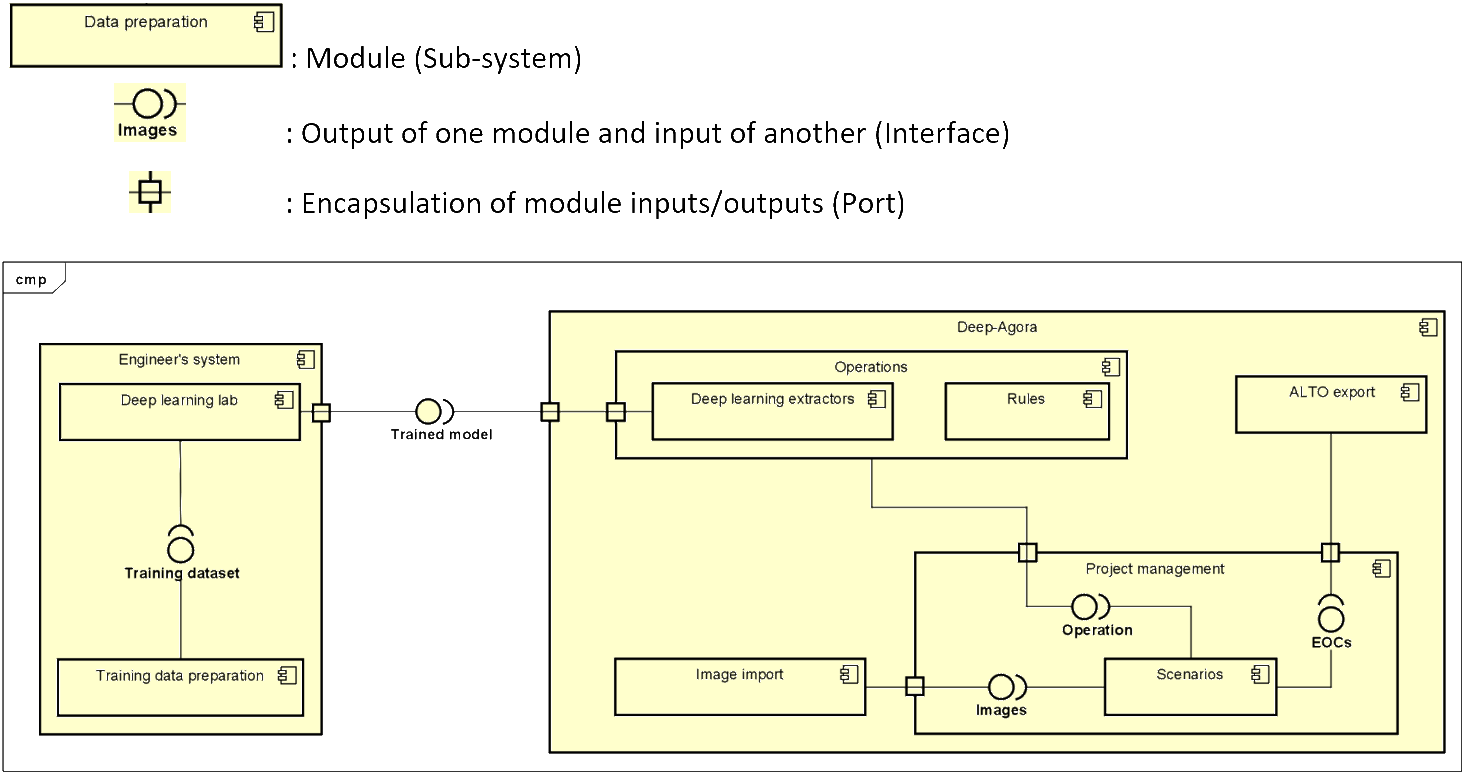 Data preparation
: Module (Sub-system)
Images
: Output of one module and input of another (Interface)
: Encapsulation of module inputs/outputs (Port)
cmp
Engineer's system
Deep learning lab
Training dataset
Training data preparation
Trained model
Deep-Agora
Operations
Deep learning extractors
Rules
ALTO export
Project management
Operation
EOCs
Image import
Images
Scenarios